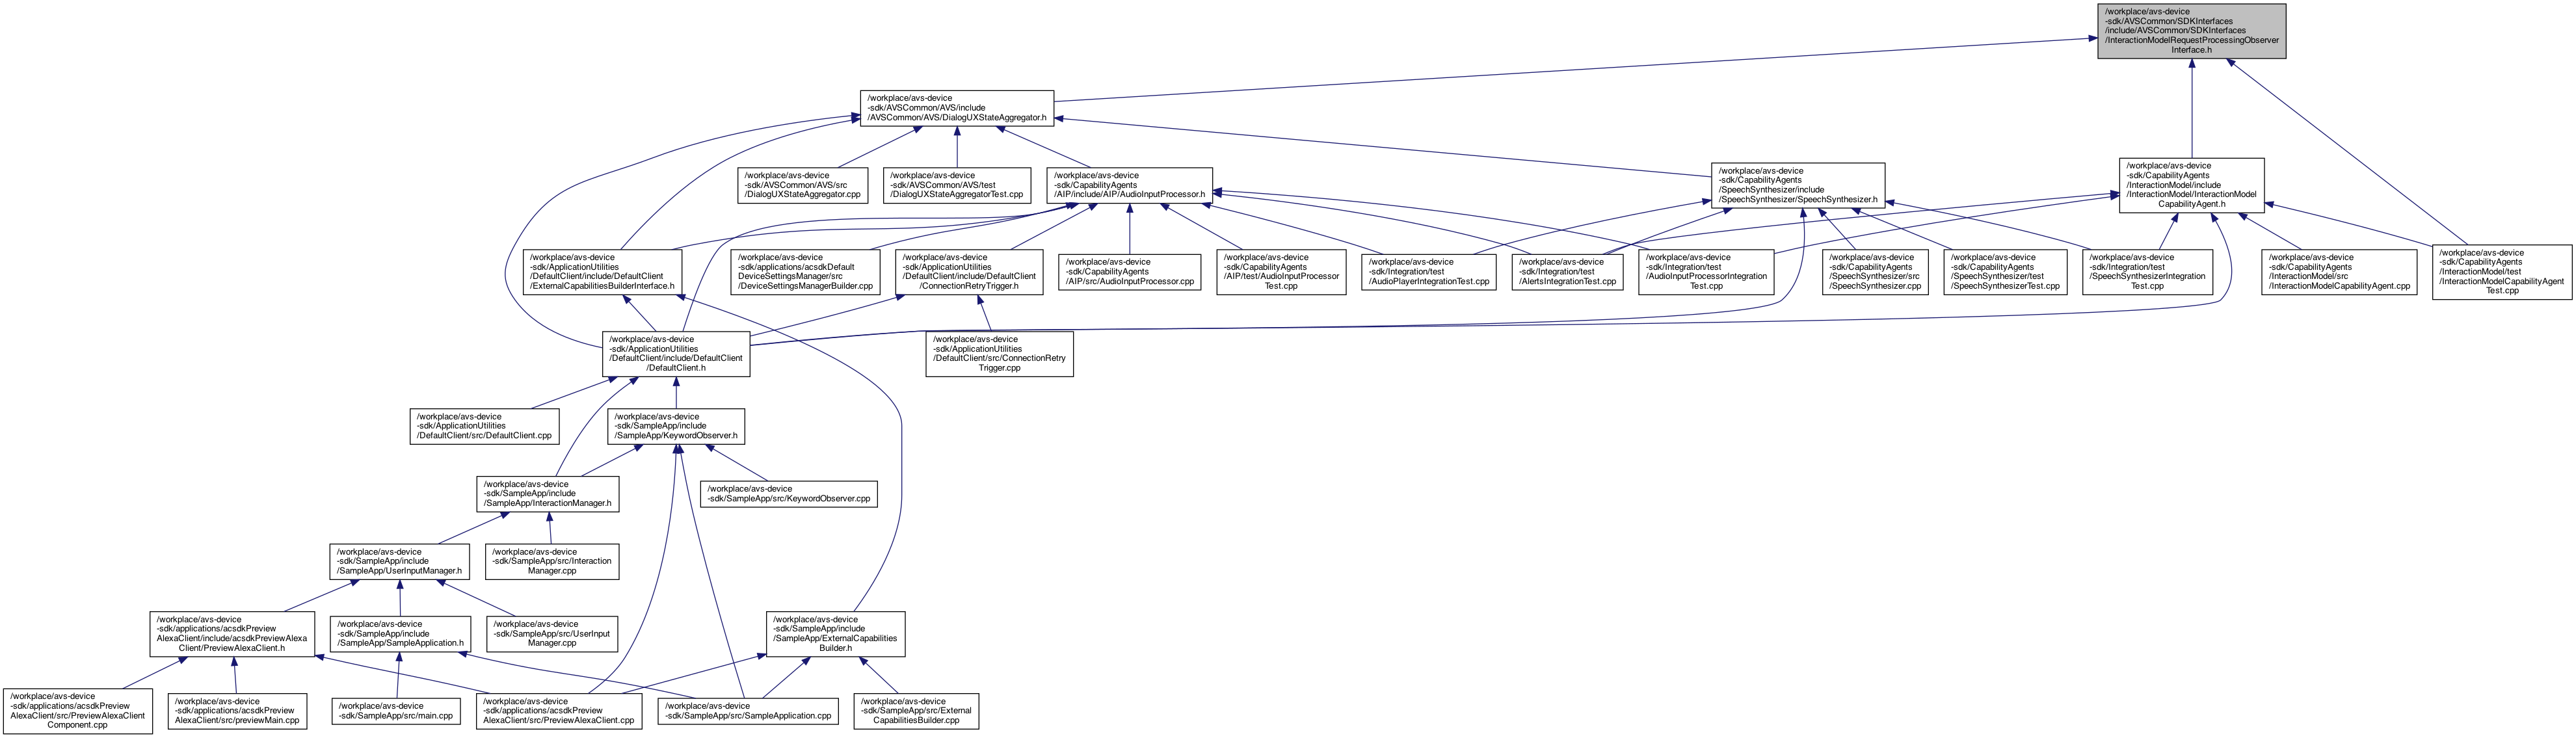 /workplace/avs-device
-sdk/AVSCommon/SDKInterfaces
/include/AVSCommon/SDKInterfaces
/InteractionModelRequestProcessingObserver
Interface.h
/workplace/avs-device
-sdk/AVSCommon/AVS/include
/AVSCommon/AVS/DialogUXStateAggregator.h
/workplace/avs-device
-sdk/AVSCommon/AVS/src
/DialogUXStateAggregator.cpp
/workplace/avs-device
-sdk/AVSCommon/AVS/test
/DialogUXStateAggregatorTest.cpp
/workplace/avs-device
-sdk/CapabilityAgents
/AIP/include/AIP/AudioInputProcessor.h
/workplace/avs-device
-sdk/CapabilityAgents
/SpeechSynthesizer/include
/SpeechSynthesizer/SpeechSynthesizer.h
/workplace/avs-device
-sdk/CapabilityAgents
/InteractionModel/include
/InteractionModel/InteractionModel
CapabilityAgent.h
/workplace/avs-device
-sdk/ApplicationUtilities
/DefaultClient/include/DefaultClient
/ExternalCapabilitiesBuilderInterface.h
/workplace/avs-device
-sdk/applications/acsdkDefault
DeviceSettingsManager/src
/DeviceSettingsManagerBuilder.cpp
/workplace/avs-device
-sdk/ApplicationUtilities
/DefaultClient/include/DefaultClient
/ConnectionRetryTrigger.h
/workplace/avs-device
-sdk/CapabilityAgents
/AIP/src/AudioInputProcessor.cpp
/workplace/avs-device
-sdk/CapabilityAgents
/AIP/test/AudioInputProcessor
Test.cpp
/workplace/avs-device
-sdk/Integration/test
/AudioPlayerIntegrationTest.cpp
/workplace/avs-device
-sdk/Integration/test
/AlertsIntegrationTest.cpp
/workplace/avs-device
-sdk/Integration/test
/AudioInputProcessorIntegration
Test.cpp
/workplace/avs-device
-sdk/CapabilityAgents
/SpeechSynthesizer/src
/SpeechSynthesizer.cpp
/workplace/avs-device
-sdk/CapabilityAgents
/SpeechSynthesizer/test
/SpeechSynthesizerTest.cpp
/workplace/avs-device
-sdk/Integration/test
/SpeechSynthesizerIntegration
Test.cpp
/workplace/avs-device
-sdk/CapabilityAgents
/InteractionModel/src
/InteractionModelCapabilityAgent.cpp
/workplace/avs-device
-sdk/CapabilityAgents
/InteractionModel/test
/InteractionModelCapabilityAgent
Test.cpp
/workplace/avs-device
-sdk/ApplicationUtilities
/DefaultClient/include/DefaultClient
/DefaultClient.h
/workplace/avs-device
-sdk/ApplicationUtilities
/DefaultClient/src/ConnectionRetry
Trigger.cpp
/workplace/avs-device
-sdk/ApplicationUtilities
/DefaultClient/src/DefaultClient.cpp
/workplace/avs-device
-sdk/SampleApp/include
/SampleApp/KeywordObserver.h
/workplace/avs-device
-sdk/SampleApp/include
/SampleApp/InteractionManager.h
/workplace/avs-device
-sdk/SampleApp/src/KeywordObserver.cpp
/workplace/avs-device
-sdk/SampleApp/include
/SampleApp/UserInputManager.h
/workplace/avs-device
-sdk/SampleApp/src/Interaction
Manager.cpp
/workplace/avs-device
-sdk/applications/acsdkPreview
AlexaClient/include/acsdkPreviewAlexa
Client/PreviewAlexaClient.h
/workplace/avs-device
-sdk/SampleApp/include
/SampleApp/SampleApplication.h
/workplace/avs-device
-sdk/SampleApp/src/UserInput
Manager.cpp
/workplace/avs-device
-sdk/SampleApp/include
/SampleApp/ExternalCapabilities
Builder.h
/workplace/avs-device
-sdk/applications/acsdkPreview
AlexaClient/src/PreviewAlexaClient
Component.cpp
/workplace/avs-device
-sdk/applications/acsdkPreview
AlexaClient/src/previewMain.cpp
/workplace/avs-device
-sdk/SampleApp/src/main.cpp
/workplace/avs-device
-sdk/applications/acsdkPreview
AlexaClient/src/PreviewAlexaClient.cpp
/workplace/avs-device
-sdk/SampleApp/src/SampleApplication.cpp
/workplace/avs-device
-sdk/SampleApp/src/External
CapabilitiesBuilder.cpp